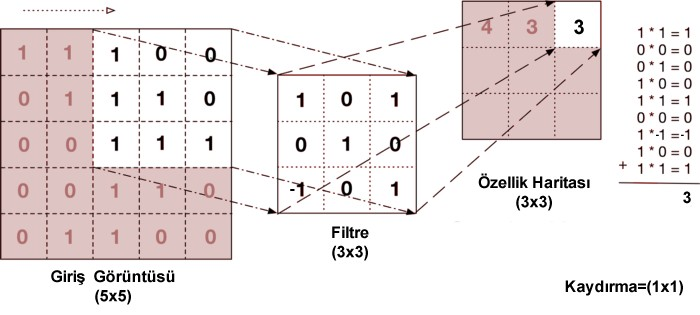 1 1 1 0 0
0 1 1 1 0
0 0 1 1 1
0 0 1 1 0
0 1 1 0 0
Giriş Görüntüsü
(5x5)
1 0 1
0 1 0
-1 0 1
Filtre
(3x3)
4 3 3
Özellik Haritası
(3x3)
1 * 1 = 1
0 * 0 = 0
0 * 1 = 0
1 * 0 = 0
1 * 1 = 1
0 * 0 = 0
1 * -1 = -1
1 * 0 = 0
+ 1 * 1 = 1
3
Kaydırma=(1x1)